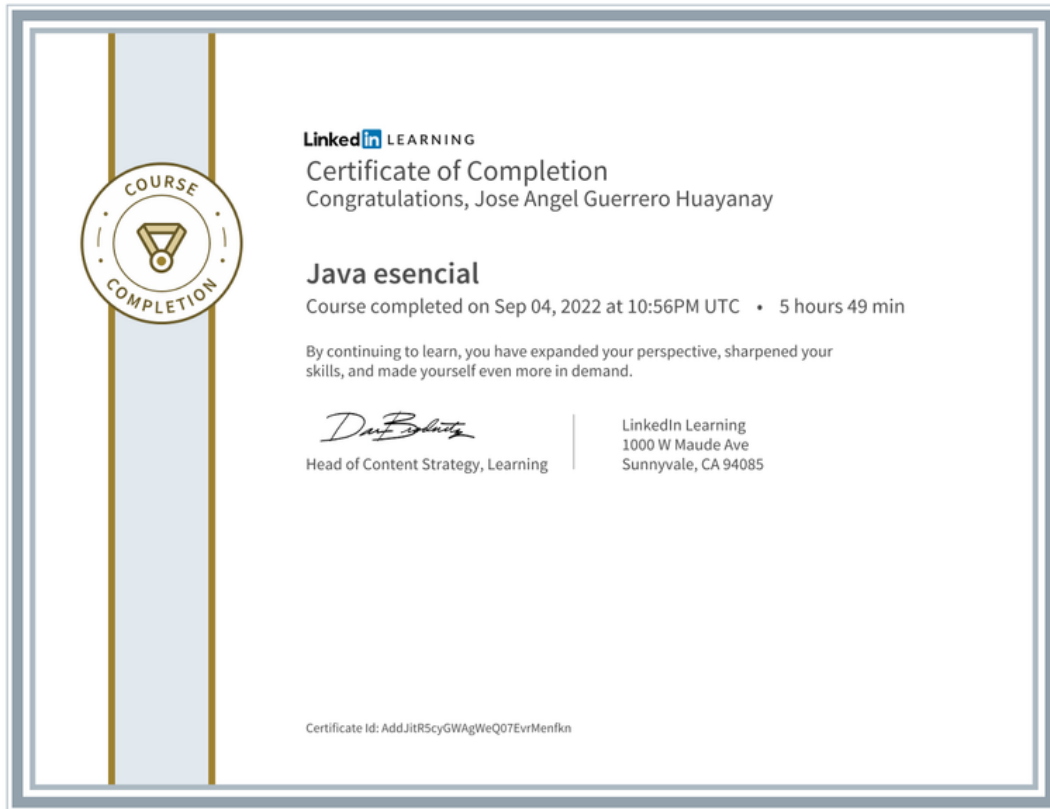 COURSE
COMPLETION
Linked in LEARNING
Certificate of Completion
Congratulations, Jose Angel Guerrero Huayanay
Java esencial
Course completed on Sep 04, 2022 at 10:56PM UTC • 5 hours 49 min
By continuing to learn, you have expanded your perspective, sharpened your
skills, and made yourself even more in demand.
Head of Content Strategy, Learning
LinkedIn Learning
1000 W Maude Ave
Sunnyvale, CA 94085
Certificate Id: AddJitR5cyGWAgWeQ07EvrMenfkn